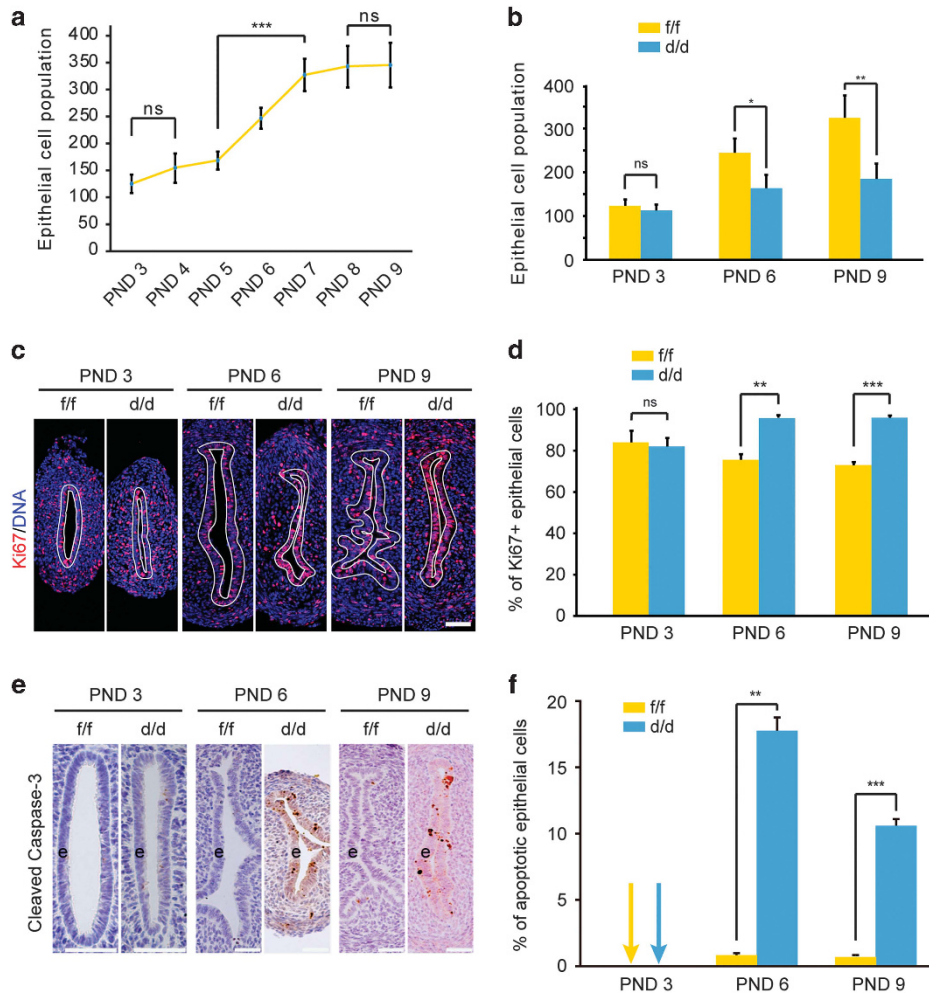 a
ns
***
ns
Epithelial cell population
400
350
300
250
200
150
100
50
0
PND 3
PND 4
PND 5
PND 6
PND 7
PND 8
PND 9
b
f/f
d/d
Epithelial cell population
400
300
200
100
0
ns
*
**
PND 3
PND 6
PND 9
c
PND 3
PND 6
PND 9
f/f
d/d
f/f
d/d
f/f
d/d
Ki67/DNA
d
f/f
d/d
% of Ki67+ epithelial cells
100
80
60
40
20
0
ns
**
***
PND 3
PND 6
PND 9
e
PND 3
PND 6
PND 9
f/f
d/d
f/f
d/d
f/f
d/d
Cleaved Caspase-3
e
e
e
e
e
e
f
f/f
d/d
% of apoptotic epithelial cells
20
15
10
5
0
**
***
PND 3
PND 6
PND 9